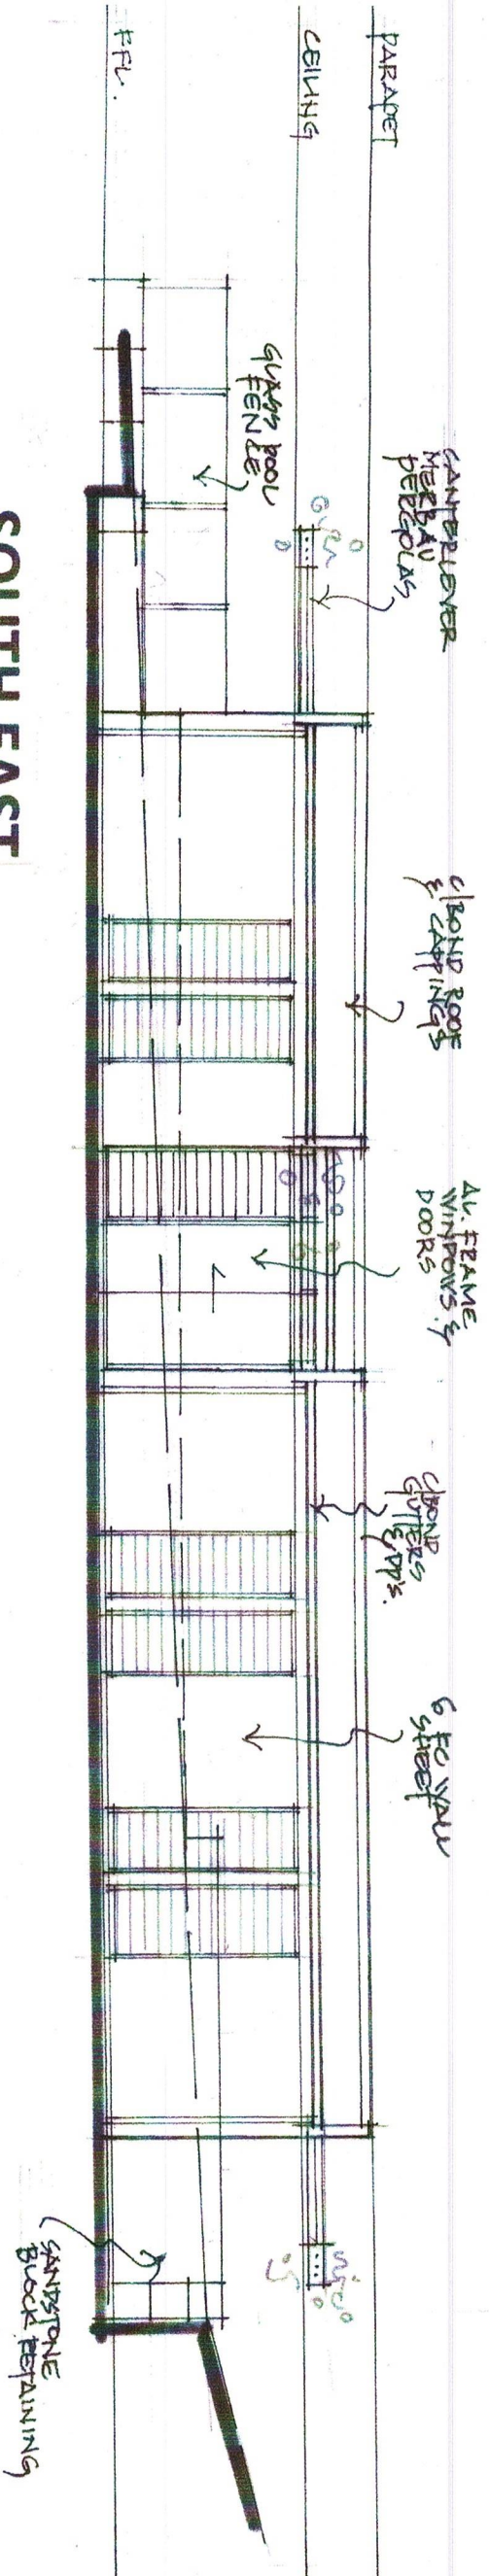 PARAPET
CEILING
FFL.
GLASS POOL
FENCE
CANTERLEVER
MERBAU
PERGOLAS
C/BOND ROOF
& CAPPINGS
AL. FRAME
WINDOWS &
DOORS
C/BOND
GUTTERS
& DP'S.
6 FC WALL
SHEET
SANDSTONE
BLOCK RETAINING
SOUTH EAST